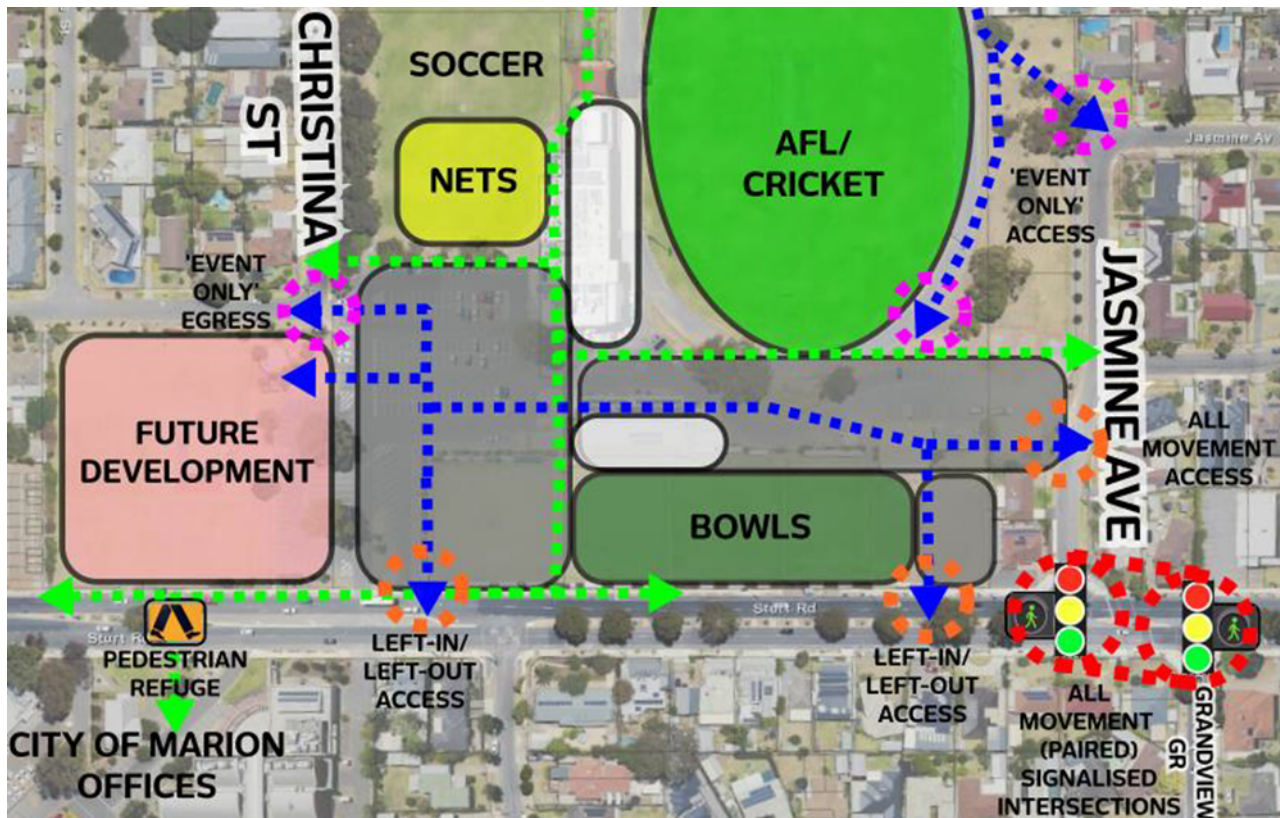 CHRISTINA
ST
SOCCER
NETS
AFL/
CRICKET
Jasmine Av
'EVENT
ONLY'
ACCESS
'EVENT
ONLY'
EGRESS
JASMINE AVE
FUTURE
DEVELOPMENT
ALL
MOVEMENT
ACCESS
BOWLS
Sturt Rd
Sturt Rd
PEDESTRIAN
REFUGE
LEFT-IN/
LEFT-OUT
ACCESS
LEFT-IN/
LEFT-OUT
ACCESS
ALL
MOVEMENT
(PAIRED)
SIGNALISED
INTERSECTIONS
GRANDVIEW
GR
CITY OF MARION
OFFICES